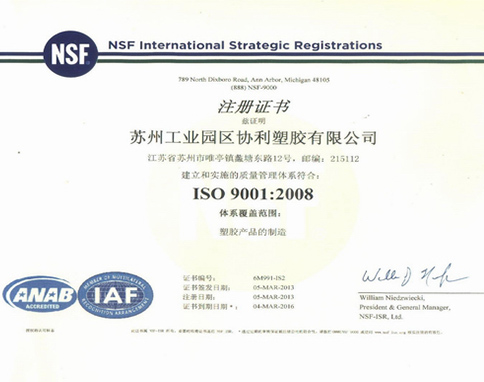 NSF
NSF International Strategic Registrations
789 North Dixboro Road, Ann Arbor, Michigan 48105
(888) NSF-9000
注册证书
兹证明
苏州工业园区协利塑胶有限公司
江苏省苏州市唯亭镇蠡塘东路12号, 邮编: 215112
建立和实施的质量管理体系符合:
ISO 9001:2008
体系覆盖范围:
塑胶产品的制造
证书编号: 6M991-IS2
证书签发日期: 05-MAR-2013
注册日期: 05-MAR-2013
证书到期日期*: 04-MAR-2016
ANAB
ACCREDITED
MEMBER OF MULTILATERAL
IAF
RECOGNITION ARRANGEMENT
William Niedzwiecki,
President & General Manager,
NSF-ISR, Ltd.